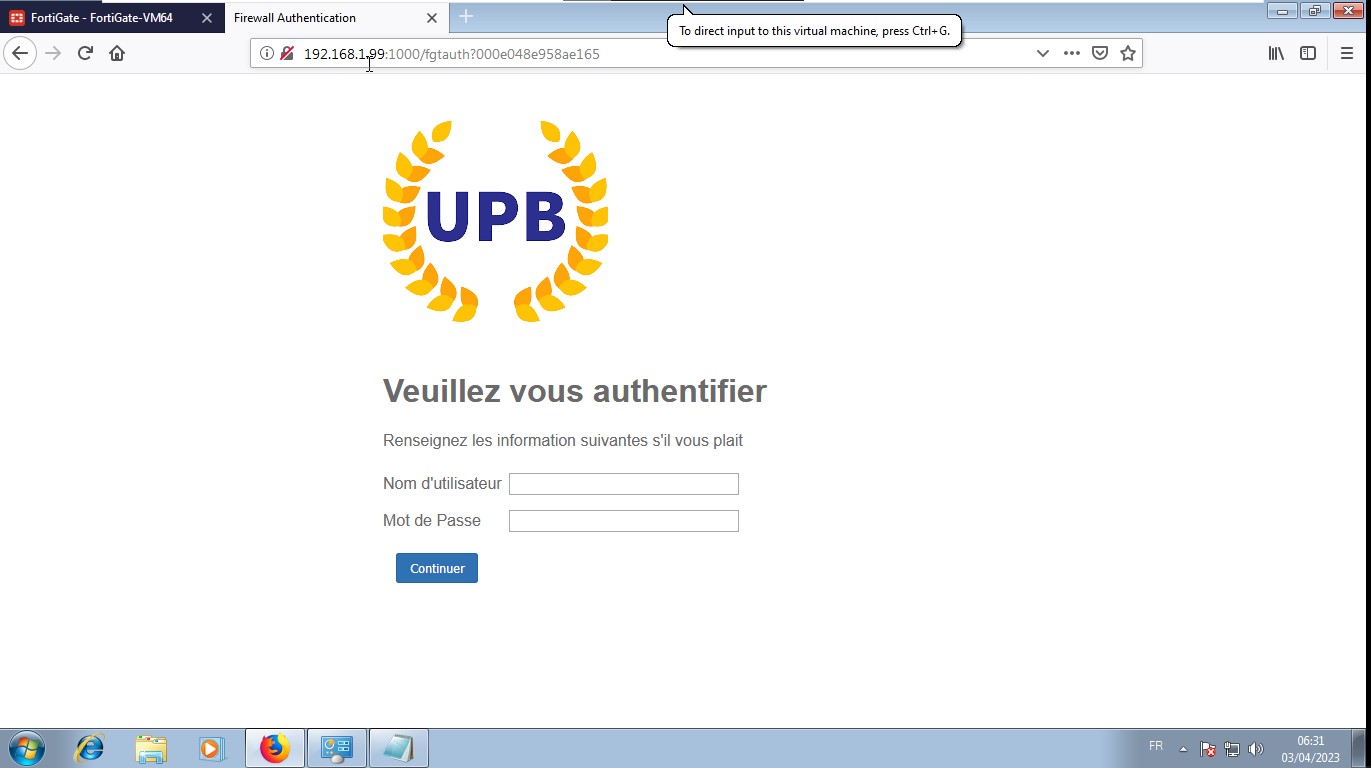 FortiGate - FortiGate-VM64
Firewall Authentication
To direct input to this virtual machine, press Ctrl+G.
192.168.1.99:1000/fgtauth?000e048e958ae165
UPB
Veuillez vous authentifier
Renseignez les information suivantes s'il vous plait
Nom d'utilisateur
Mot de Passe
Continuer
FR
06:31
03/04/2023